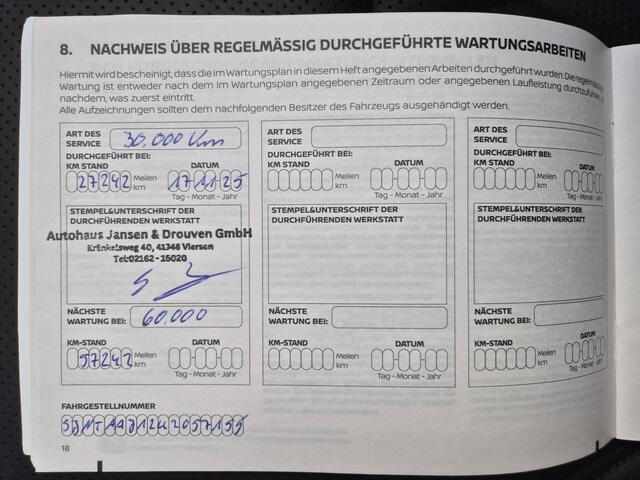 8. NACHWEIS ÜBER REGELMÄSSIG DURCHGEFÜHRTE WARTUNGSARBEITEN
Hiermit wird bescheinigt, dass die im Wartungsplan in diesem Heft angegebenen Arbeiten durchgeführt wurden. Die regelmässige
Wartung ist entweder nach dem im Wartungsplan angegebenen Zeitraum oder angegebenen Laufleistung durchzuführen, je
nachdem, was zuerst eintritt.
Alle Aufzeichnungen sollten dem nachfolgenden Besitzer des Fahrzeugs ausgehändigt werden.
ART DES SERVICE 30.000 Km
DURCHGEFÜHRT BEI:
KM STAND DATUM
27242 Meilen km 17-11-25
Tag - Monat - Jahr
STEMPEL&UNTERSCHRIFT DER
DURCHFÜHRENDEN WERKSTATT
Autohaus Jansen & Drouven GmbH
Krinkelsweg 40, 41748 Viersen
Tel:02162-15020
NÄCHSTE
WARTUNG BEI: 60.000
KM-STAND DATUM
57242 Meilen km
Tag - Monat - Jahr
ART DES
SERVICE
DURCHGEFÜHRT BEI:
KM STAND DATUM
Meilen
km
Tag - Monat - Jahr
STEMPEL&UNTERSCHRIFT DER
DURCHFÜHRENDEN WERKSTATT
NÄCHSTE
WARTUNG BEI:
KM-STAND DATUM
Meilen
km
Tag - Monat - Jahr
ART DES
SERVICE
DURCHGEFÜHRT BEI:
KM STAND DATUM
Meilen
km
Tag - Monat - Jahr
STEMPEL&UNTERSCHRIFT DER
DURCHFÜHRENDEN WERKSTATT
NÄCHSTE
WARTUNG BEI:
KM-STAND DATUM
Meilen
km
Tag - Monat - Jahr
FAHRGESTELLNUMMER
18